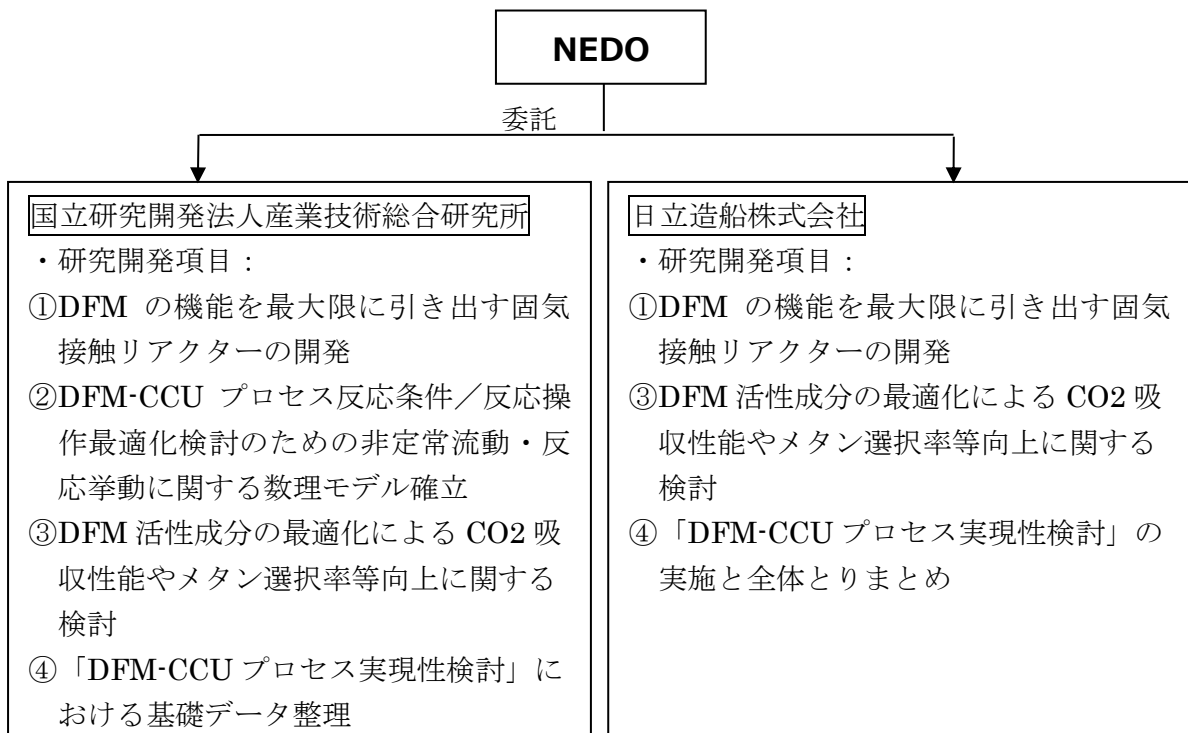 NEDO
委託
国立研究開発法人産業技術総合研究所
・研究開発項目：
①DFM の機能を最大限に引き出す固気
接触リアクターの開発
②DFM-CCU プロセス反応条件／反応操
作最適化検討のための非定常流動・反
応挙動に関する数理モデル確立
③DFM 活性成分の最適化による CO2 吸
収性能やメタン選択率等向上に関する
検討
④「DFM-CCU プロセス実現性検討」に
おける基礎データ整理
日立造船株式会社
・研究開発項目：
①DFM の機能を最大限に引き出す固気
接触リアクターの開発
③DFM 活性成分の最適化による CO2 吸
収性能やメタン選択率等向上に関する
検討
④「DFM-CCU プロセス実現性検討」の
実施と全体とりまとめ